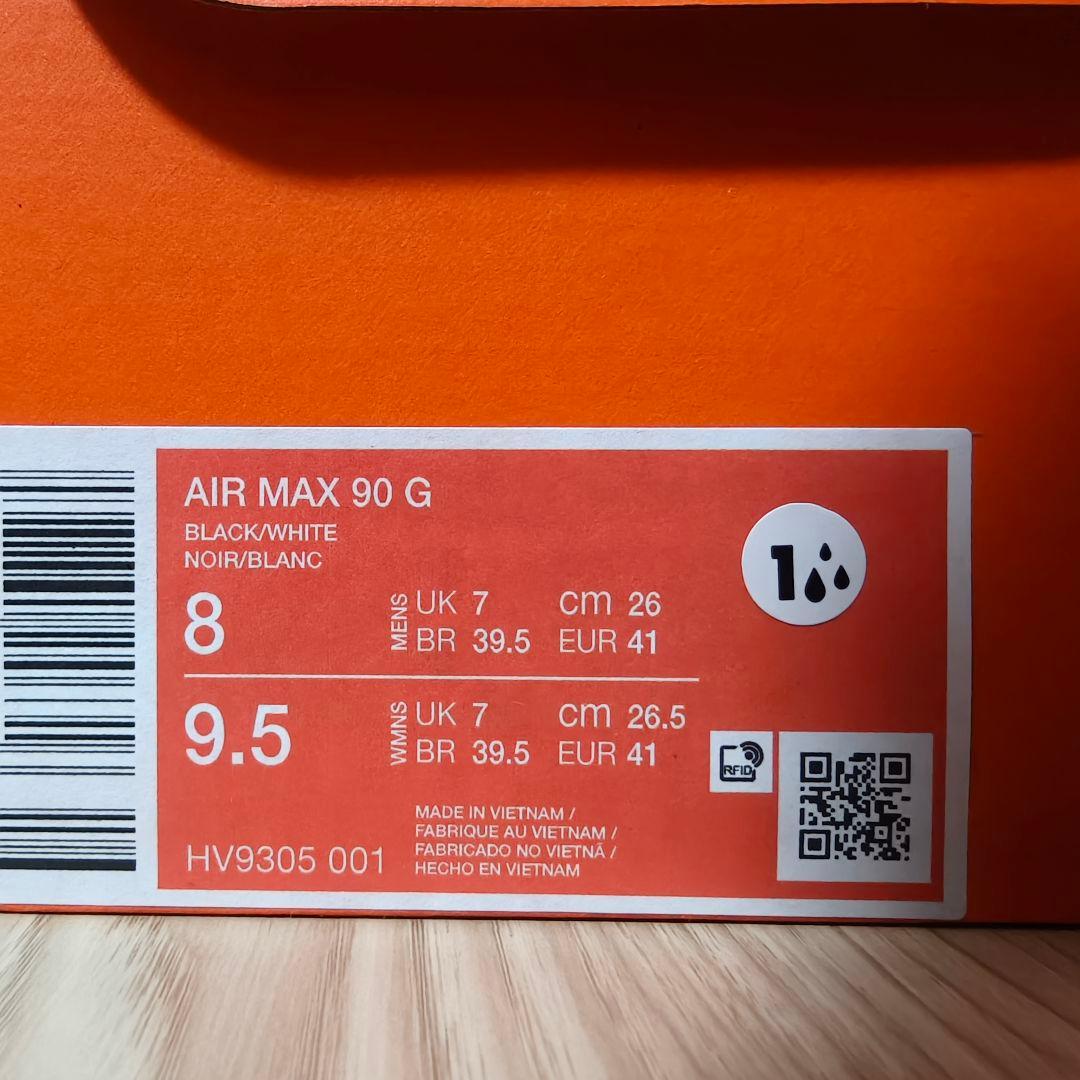 AIR MAX 90 G
BLACK/WHITE
NOIR/BLANC
8
MENS
UK 7 cm 26
BR 39.5 EUR 41
9.5
WMNS
UK 7 cm 26.5
BR 39.5 EUR 41
MADE IN VIETNAM /
FABRIQUE AU VIETNAM /
FABRICADO NO VIETNÃ /
HECHO EN VIETNAM
HV9305 001
1
RFID